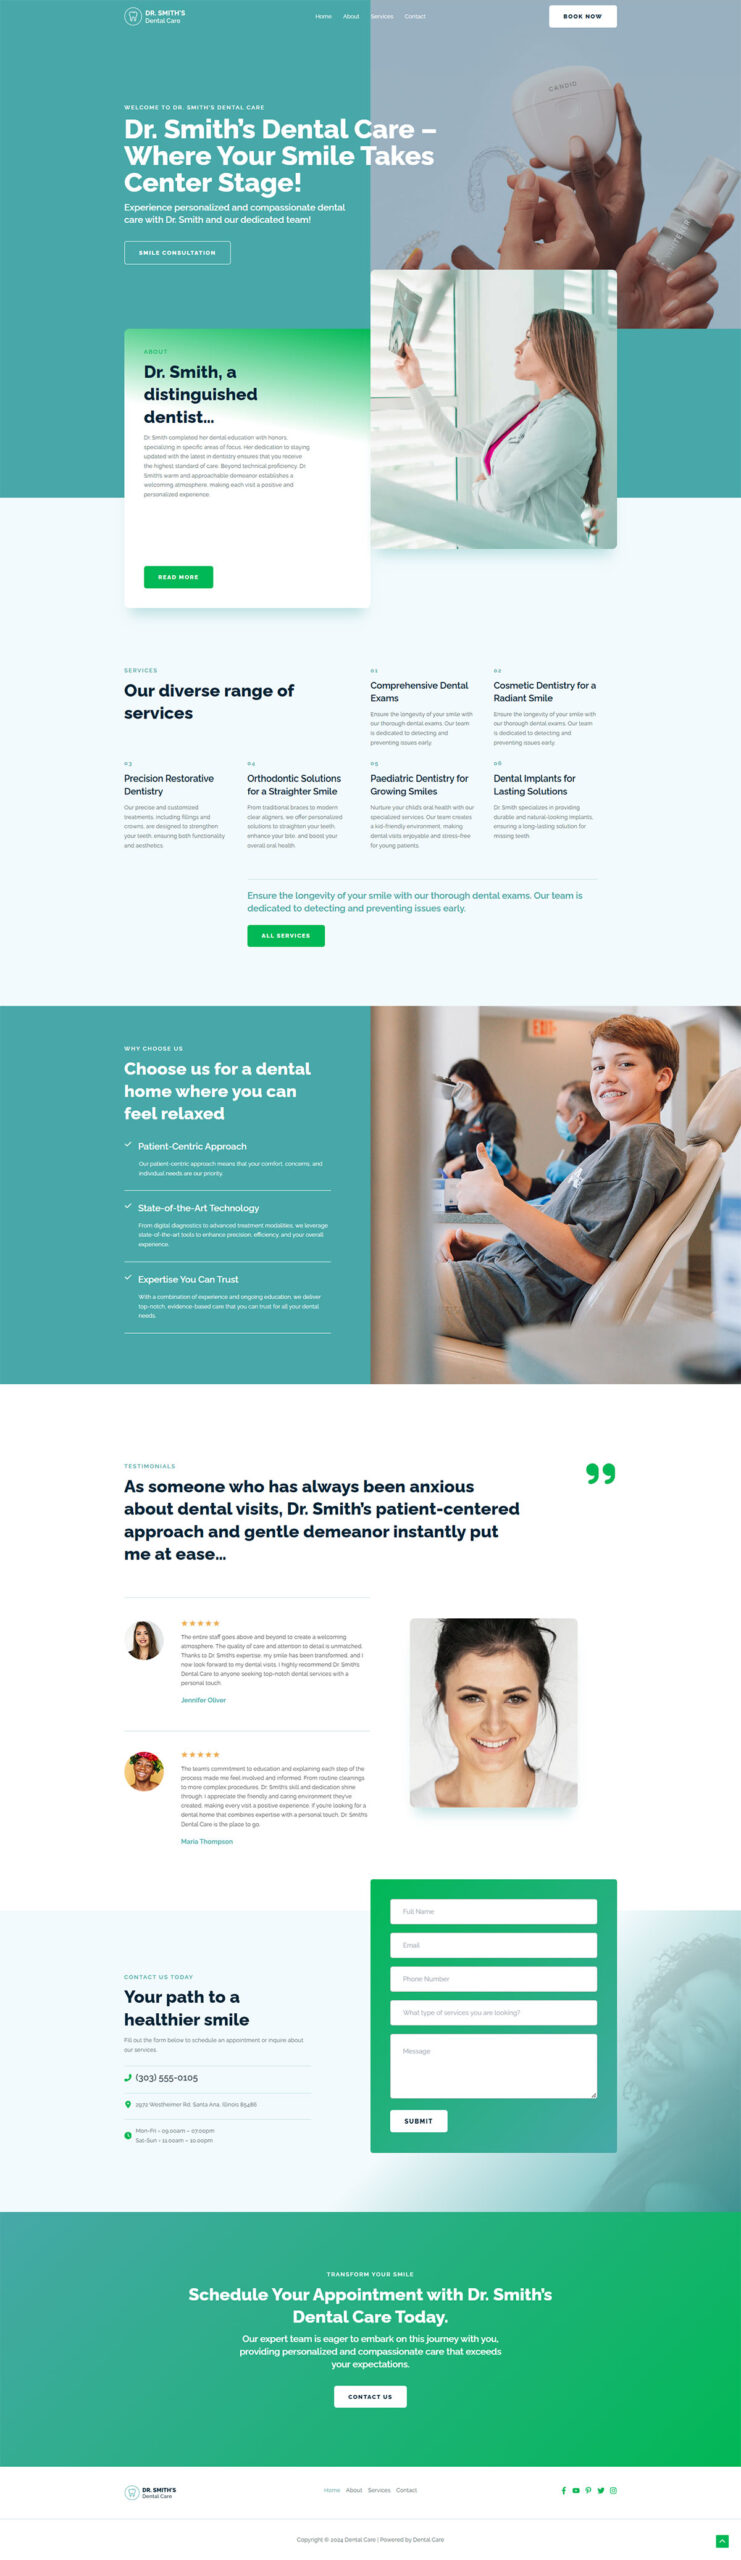 DR. SMITH'S
Dental Care
Home About Services Contact
BOOK NOW
CANDID
WELCOME TO DR. SMITH'S DENTAL CARE
Dr. Smith's Dental Care –
Where Your Smile Takes
Center Stage!
Experience personalized and compassionate dental
care with Dr. Smith and our dedicated team!
SMILE CONSULTATION
ABOUT
Dr. Smith, a
distinguished
dentist...
Dr. Smith completed her dental education with honors,
specializing in specific areas of focus. Her dedication to staying
updated with the latest in dentistry ensures that you receive
the highest standard of care. Beyond technical proficiency, Dr.
Smith's warm and approachable demeanor establishes a
welcoming atmosphere, making each visit a positive and
personalized experience.
READ MORE
SERVICES
Our diverse range of
services
01
Comprehensive Dental
Exams
Ensure the longevity of your smile with
our thorough dental exams. Our team
is dedicated to detecting and
preventing issues early.
02
Cosmetic Dentistry for a
Radiant Smile
Ensure the longevity of your smile with
our thorough dental exams. Our team
is dedicated to detecting and
preventing issues early.
03
Precision Restorative
Dentistry
Our precise and customized
treatments, including fillings and
crowns, are designed to strengthen
your teeth, ensuring both functionality
and aesthetics.
04
Orthodontic Solutions
for a Straighter Smile
From traditional braces to modern
clear aligners, we offer personalized
solutions to straighten your teeth,
enhance your bite, and boost your
overall oral health.
05
Paediatric Dentistry for
Growing Smiles
Nurture your child's oral health with our
specialized services. Our team creates
a kid-friendly environment, making
dental visits enjoyable and stress-free
for young patients.
06
Dental Implants for
Lasting Solutions
Dr. Smith specializes in providing
durable and natural-looking implants,
ensuring a long-lasting solution for
missing teeth.
Ensure the longevity of your smile with our thorough dental exams. Our team is
dedicated to detecting and preventing issues early.
ALL SERVICES
WHY CHOOSE US
Choose us for a dental
home where you can
feel relaxed
Patient-Centric Approach
Our patient-centric approach means that your comfort, concerns, and
individual needs are our priority.
State-of-the-Art Technology
From digital diagnostics to advanced treatment modalities, we leverage
state-of-the-art tools to enhance precision, efficiency, and your overall
experience.
Expertise You Can Trust
With a combination of experience and ongoing education, we deliver
top-notch, evidence-based care that you can trust for all your dental
needs.
EXIT
TESTIMONIALS
As someone who has always been anxious
about dental visits, Dr. Smith's patient-centered
approach and gentle demeanor instantly put
me at ease...
The entire staff goes above and beyond to create a welcoming
atmosphere. The quality of care and attention to detail is unmatched.
Thanks to Dr. Smith's expertise, my smile has been transformed, and I
now look forward to my dental visits. I highly recommend Dr. Smith's
Dental Care to anyone seeking top-notch dental services with a
personal touch.
Jennifer Oliver
The team's commitment to education and explaining each step of the
process made me feel involved and informed. From routine cleanings
to more complex procedures, Dr. Smith's skill and dedication shine
through. I appreciate the friendly and caring environment they've
created, making every visit a positive experience. If you're looking for a
dental home that combines expertise with a personal touch, Dr. Smith's
Dental Care is the place to go.
Maria Thompson
CONTACT US TODAY
Your path to a
healthier smile
Fill out the form below to schedule an appointment or inquire about
our services.
(303) 555-0105
2972 Westheimer Rd. Santa Ana, Illinois 85486
Mon-Fri – 09:00am – 07:00pm
Sat-Sun – 11:00am – 10:00pm
Full Name
Email
Phone Number
What type of services you are looking?
Message
SUBMIT
TRANSFORM YOUR SMILE
Schedule Your Appointment with Dr. Smith's
Dental Care Today.
Our expert team is eager to embark on this journey with you,
providing personalized and compassionate care that exceeds
your expectations.
CONTACT US
DR. SMITH'S
Dental Care
Home About Services Contact
Copyright © 2024 Dental Care | Powered by Dental Care